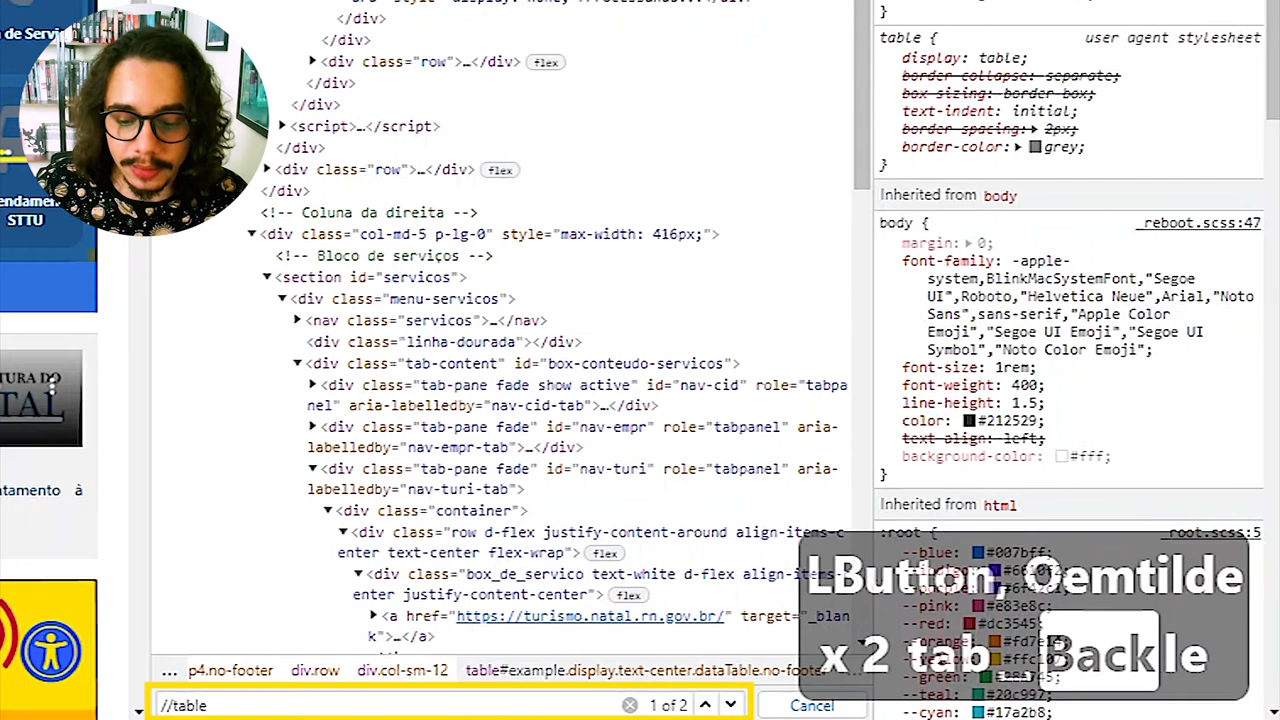 a de Serviç
STTU
TURA DO
TAL
ntamento à
</div>
</div>
<div class="row">…</div> flex
</div>
</div>
<script>…</script>
</div>
<div class="row">…</div> flex
</div>
<!-- Coluna da direita -->
<div class="col-md-5 p-lg-0" style="max-width: 416px;">
<!-- Bloco de serviços -->
<section id="servicos">
<div class="menu-servicos">
<nav class="servicos">…</nav>
<div class="linha-dourada"></div>
<div class="tab-content" id="box-conteudo-servicos">
<div class="tab-pane fade show active" id="nav-cid" role="tabpa
nel" aria-labelledby="nav-cid-tab">…</div>
<div class="tab-pane fade" id="nav-empr" role="tabpanel" aria-
labelledby="nav-empr-tab">…</div>
<div class="tab-pane fade" id="nav-turi" role="tabpanel" aria-
labelledby="nav-turi-tab">
<div class="container">
<div class="row d-flex justify-content-around align-items-c
enter text-center flex-wrap"> flex
<div class="box_de_servico text-white d-flex align-items-
center justify-content-center"> flex
<a href="https://turismo.natal.rn.gov.br/" target="_blan
k">…</a>
… p4.no-footer div.row div.col-sm-12 table#example.display.text-center.dataTable.no-footer …
//table 1 of 2 Cancel
}
table { user agent stylesheet
display: table;
border-collapse: separate;
box-sizing: border-box;
text-indent: initial;
border-spacing: 2px;
border-color: grey;
}
Inherited from body
body { _reboot.scss:47
margin: 0;
font-family: -apple-
system,BlinkMacSystemFont,"Segoe
UI",Roboto,"Helvetica Neue",Arial,"Noto
Sans",sans-serif,"Apple Color
Emoji","Segoe UI Emoji","Segoe UI
Symbol","Noto Color Emoji";
font-size: 1rem;
font-weight: 400;
line-height: 1.5;
color: #212529;
text-align: left;
background-color: #fff;
}
Inherited from html
:root { _root.scss:5
--blue: #007bff;
--pink: #e83e8c;
--red: #dc3545;
--teal: #20c997;
--cyan: #17a2b8;
LButton, Oemtilde
x 2 tab